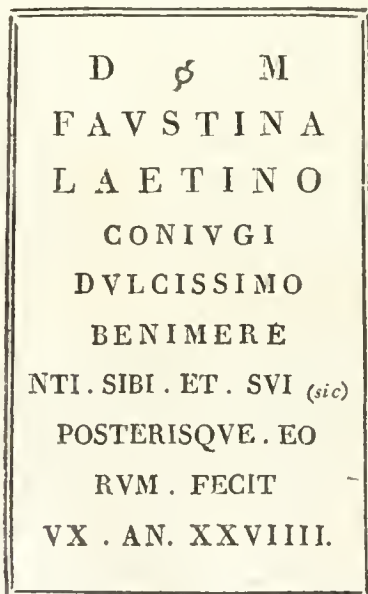 D ꞙ M
FAVSTINA
LAETINO
CONIVGI
DVLCISSIMO
BENIMERE
NTI . SIBI . ET . SVI (sic)
POSTERISQVE . EO
RVM . FECIT
VX . AN. XXVIIII.